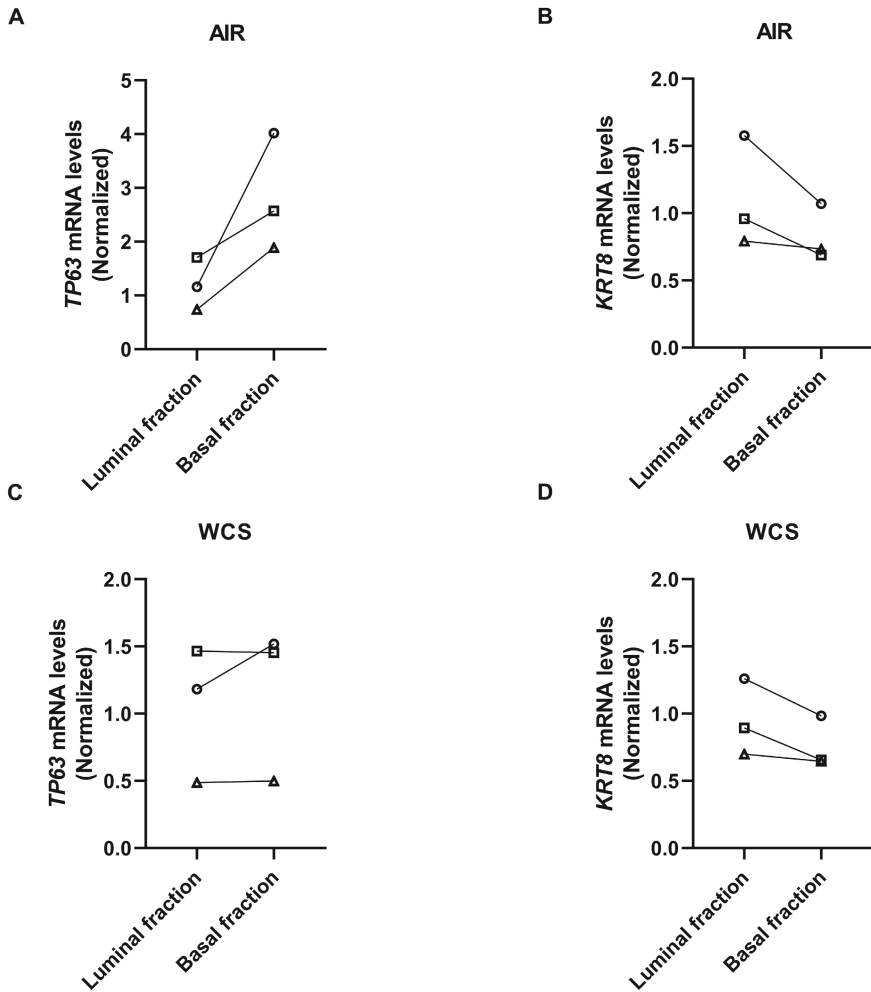 A
AIR
TP63 mRNA levels
(Normalized)
5
4
3
2
1
0
Luminal fraction
Basal fraction
B
AIR
KRT8 mRNA levels
(Normalized)
2.0
1.5
1.0
0.5
0.0
Luminal fraction
Basal fraction
C
WCS
TP63 mRNA levels
(Normalized)
2.0
1.5
1.0
0.5
0.0
Luminal fraction
Basal fraction
D
WCS
KRT8 mRNA levels
(Normalized)
2.0
1.5
1.0
0.5
0.0
Luminal fraction
Basal fraction